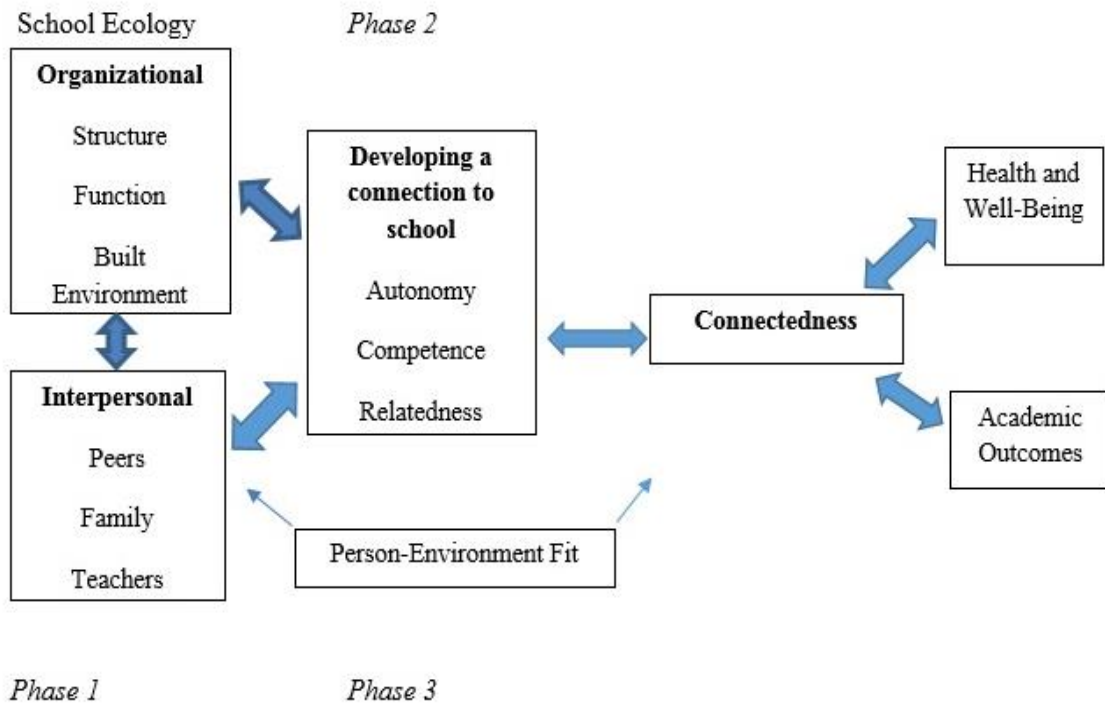 School Ecology
Phase 2
Organizational
Structure
Function
Built
Environment
Interpersonal
Peers
Family
Teachers
Developing a
connection to
school
Autonomy
Competence
Relatedness
Person-Environment Fit
Connectedness
Health and
Well-Being
Academic
Outcomes
Phase 1
Phase 3